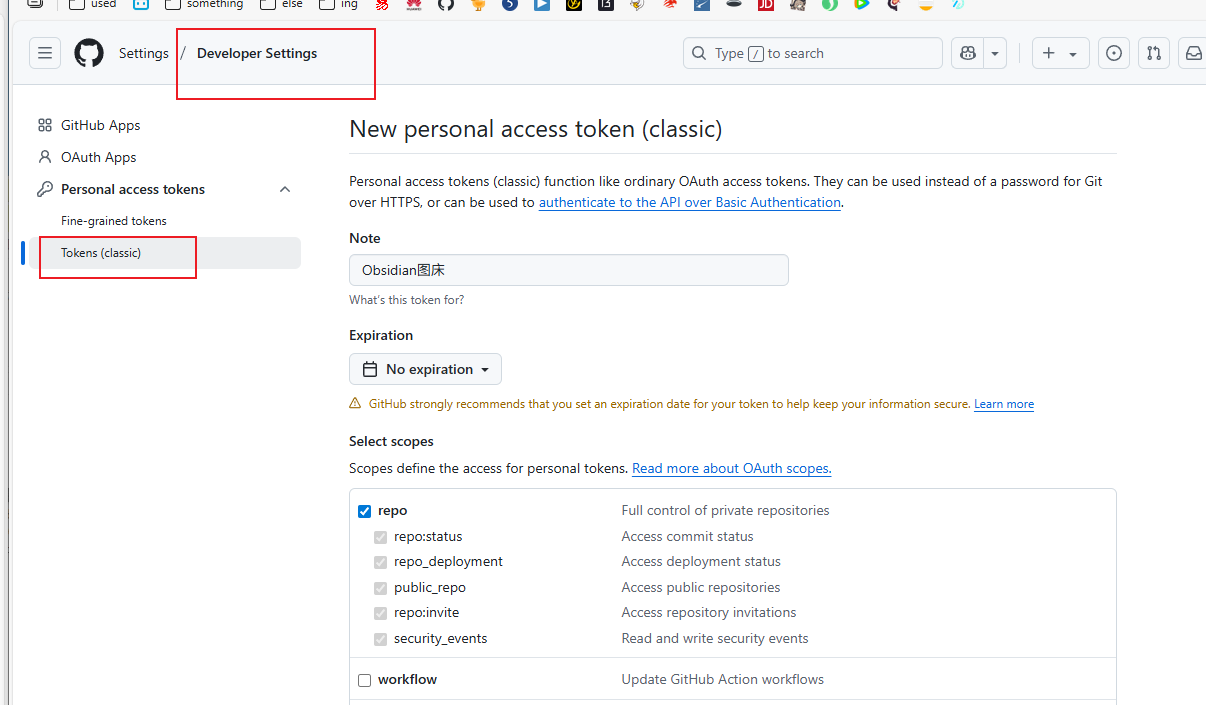 used
something
else
ing
Settings / Developer Settings
Type / to search
GitHub Apps
OAuth Apps
Personal access tokens
Fine-grained tokens
Tokens (classic)
New personal access token (classic)
Personal access tokens (classic) function like ordinary OAuth access tokens. They can be used instead of a password for Git
over HTTPS, or can be used to authenticate to the API over Basic Authentication.
Note
Obsidian图床
What's this token for?
Expiration
No expiration
GitHub strongly recommends that you set an expiration date for your token to help keep your information secure. Learn more
Select scopes
Scopes define the access for personal tokens. Read more about OAuth scopes.
repo Full control of private repositories
repo:status Access commit status
repo_deployment Access deployment status
public_repo Access public repositories
repo:invite Access repository invitations
security_events Read and write security events
workflow Update GitHub Action workflows